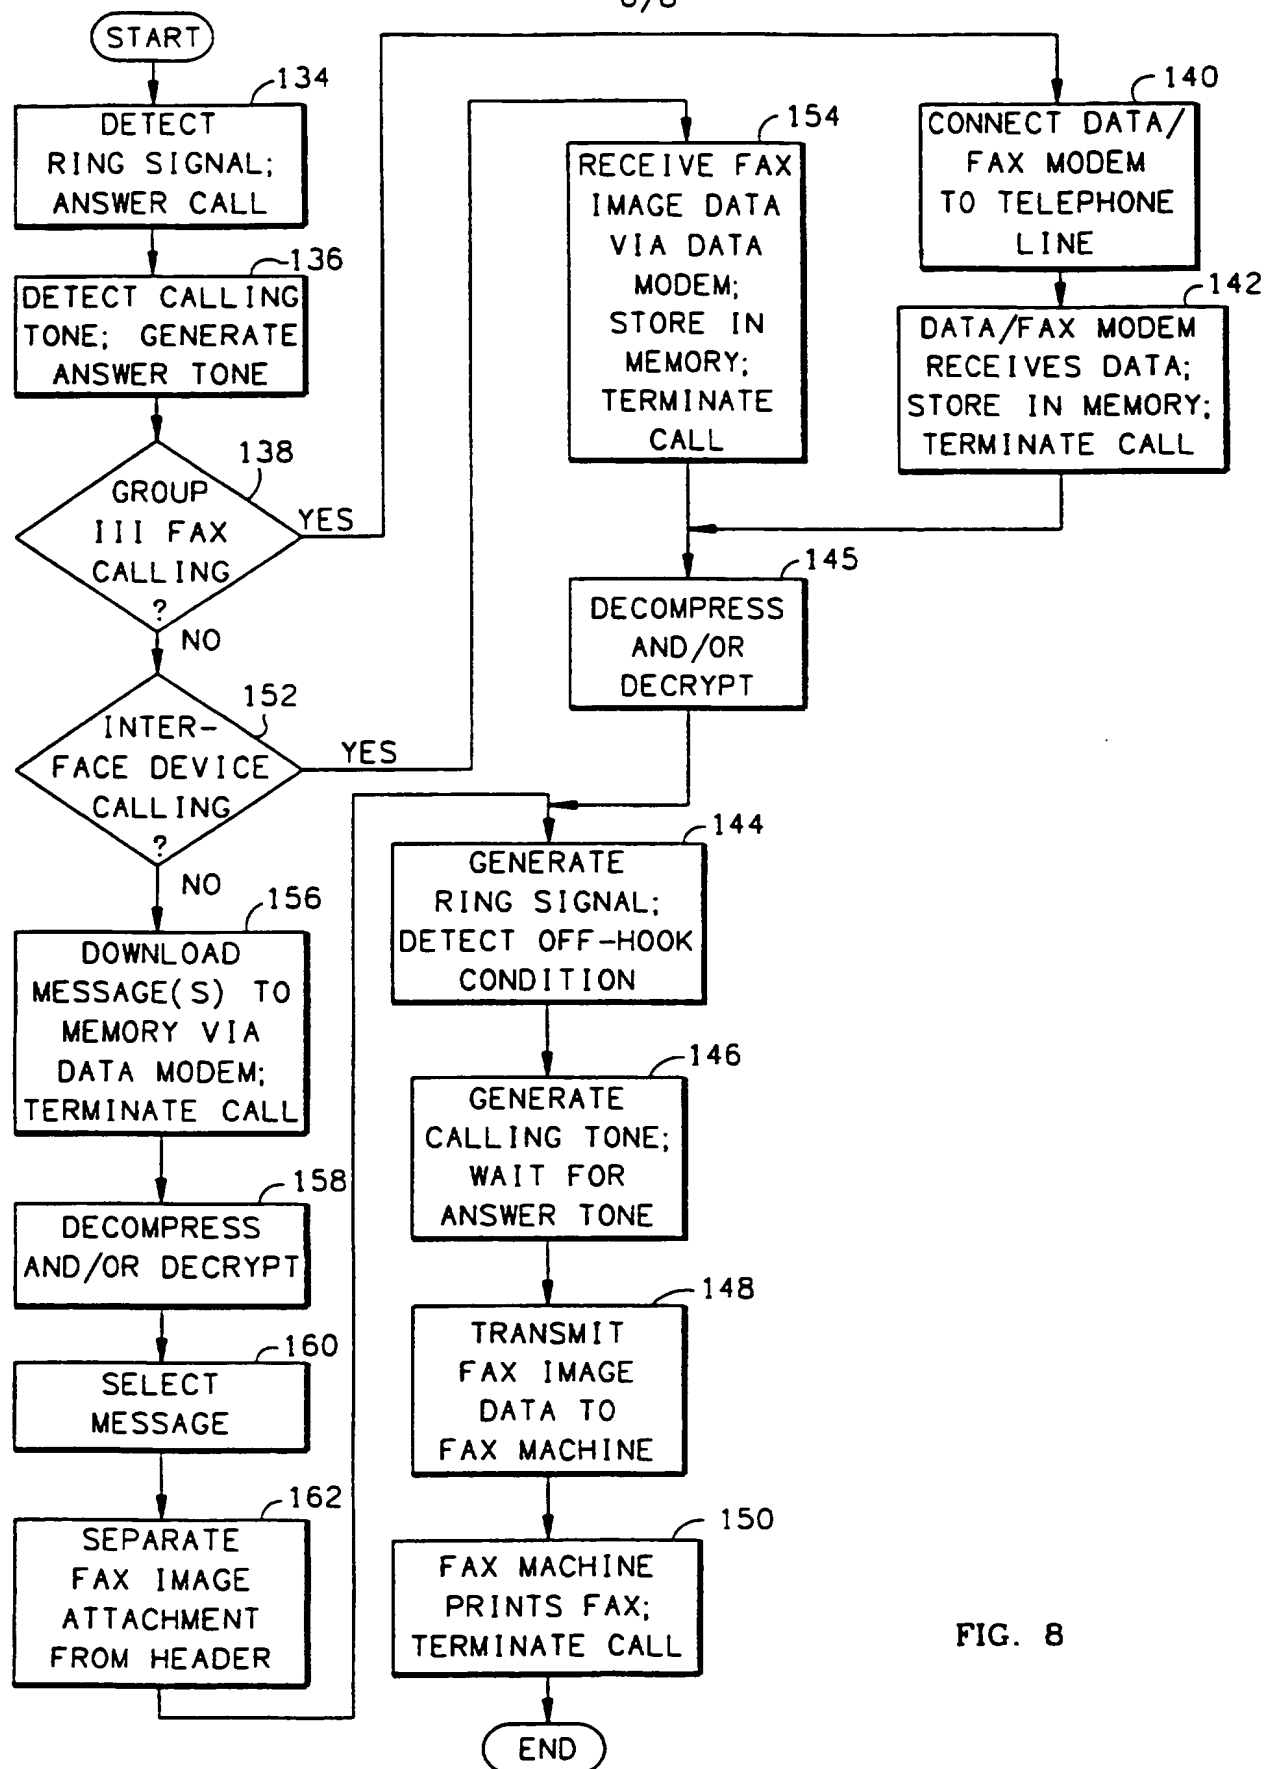 START
134
DETECT
RING SIGNAL;
ANSWER CALL
136
DETECT CALLING
TONE; GENERATE
ANSWER TONE
138
GROUP
III FAX
CALLING
?
YES
NO
152
INTER-
FACE DEVICE
CALLING
?
YES
NO
156
DOWNLOAD
MESSAGE(S) TO
MEMORY VIA
DATA MODEM;
TERMINATE CALL
158
DECOMPRESS
AND/OR DECRYPT
160
SELECT
MESSAGE
162
SEPARATE
FAX IMAGE
ATTACHMENT
FROM HEADER
154
RECEIVE FAX
IMAGE DATA
VIA DATA
MODEM;
STORE IN
MEMORY;
TERMINATE
CALL
140
CONNECT DATA/
FAX MODEM
TO TELEPHONE
LINE
142
DATA/FAX MODEM
RECEIVES DATA;
STORE IN MEMORY;
TERMINATE CALL
145
DECOMPRESS
AND/OR
DECRYPT
144
GENERATE
RING SIGNAL;
DETECT OFF-HOOK
CONDITION
146
GENERATE
CALLING TONE;
WAIT FOR
ANSWER TONE
148
TRANSMIT
FAX IMAGE
DATA TO
FAX MACHINE
150
FAX MACHINE
PRINTS FAX;
TERMINATE CALL
END
FIG. 8